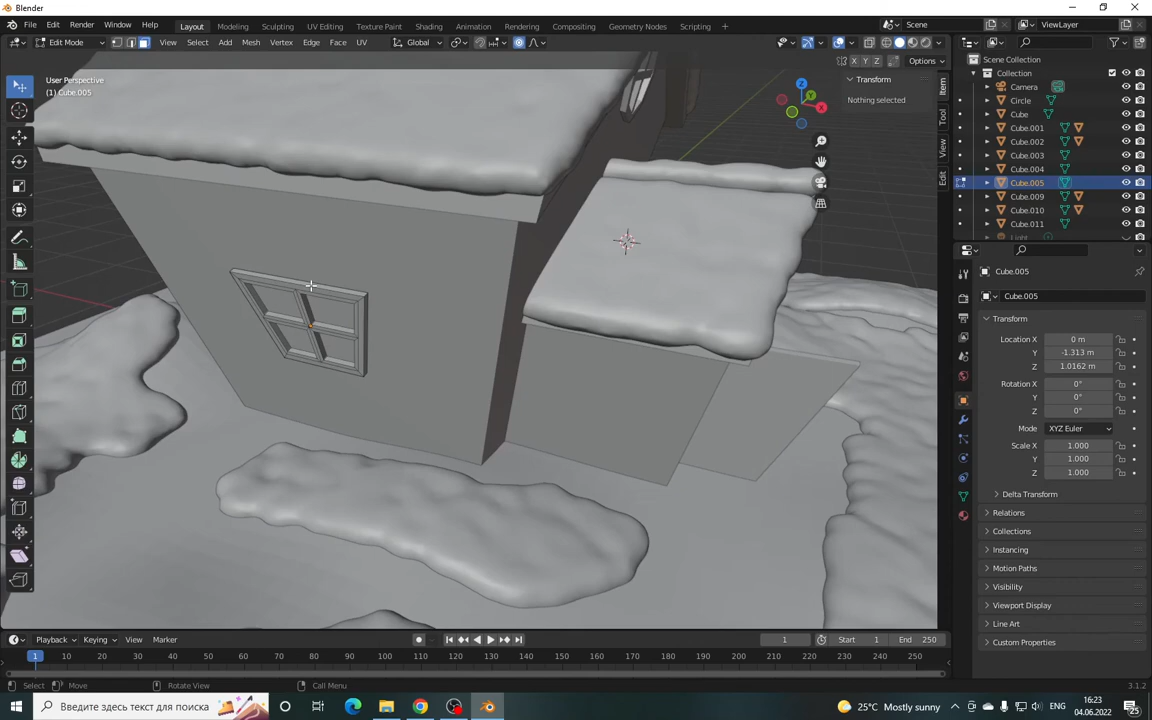 Blender
File Edit Render Window Help Layout Modeling Sculpting UV Editing Texture Paint Shading Animation Rendering Compositing Geometry Nodes Scripting + Scene ViewLayer
Edit Mode View Select Add Mesh Vertex Edge Face UV Global
X Y Z Options
User Perspective
(1) Cube.005
Transform
Nothing selected
Item
Tool
View
Edit
Z
Y
X
Scene Collection
Collection
Camera
Circle
Cube
Cube.001
Cube.002
Cube.003
Cube.004
Cube.005
Cube.009
Cube.010
Cube.011
Light
Cube.005
Cube.005
Transform
Location X 0 m
Y -1.313 m
Z 1.0162 m
Rotation X 0°
Y 0°
Z 0°
Mode XYZ Euler
Scale X 1.000
Y 1.000
Z 1.000
Delta Transform
Relations
Collections
Instancing
Motion Paths
Visibility
Viewport Display
Line Art
Custom Properties
Playback Keying View Marker 1 Start 1 End 250
1 10 20 30 40 50 60 70 80 90 100 110 120 130 140 150 160 170 180 190 200 210 220 230 240 250
Select Move Rotate View Call Menu 3.1.2
Введите здесь текст для поиска 25°C Mostly sunny ENG 16:23
04.06.2022 25